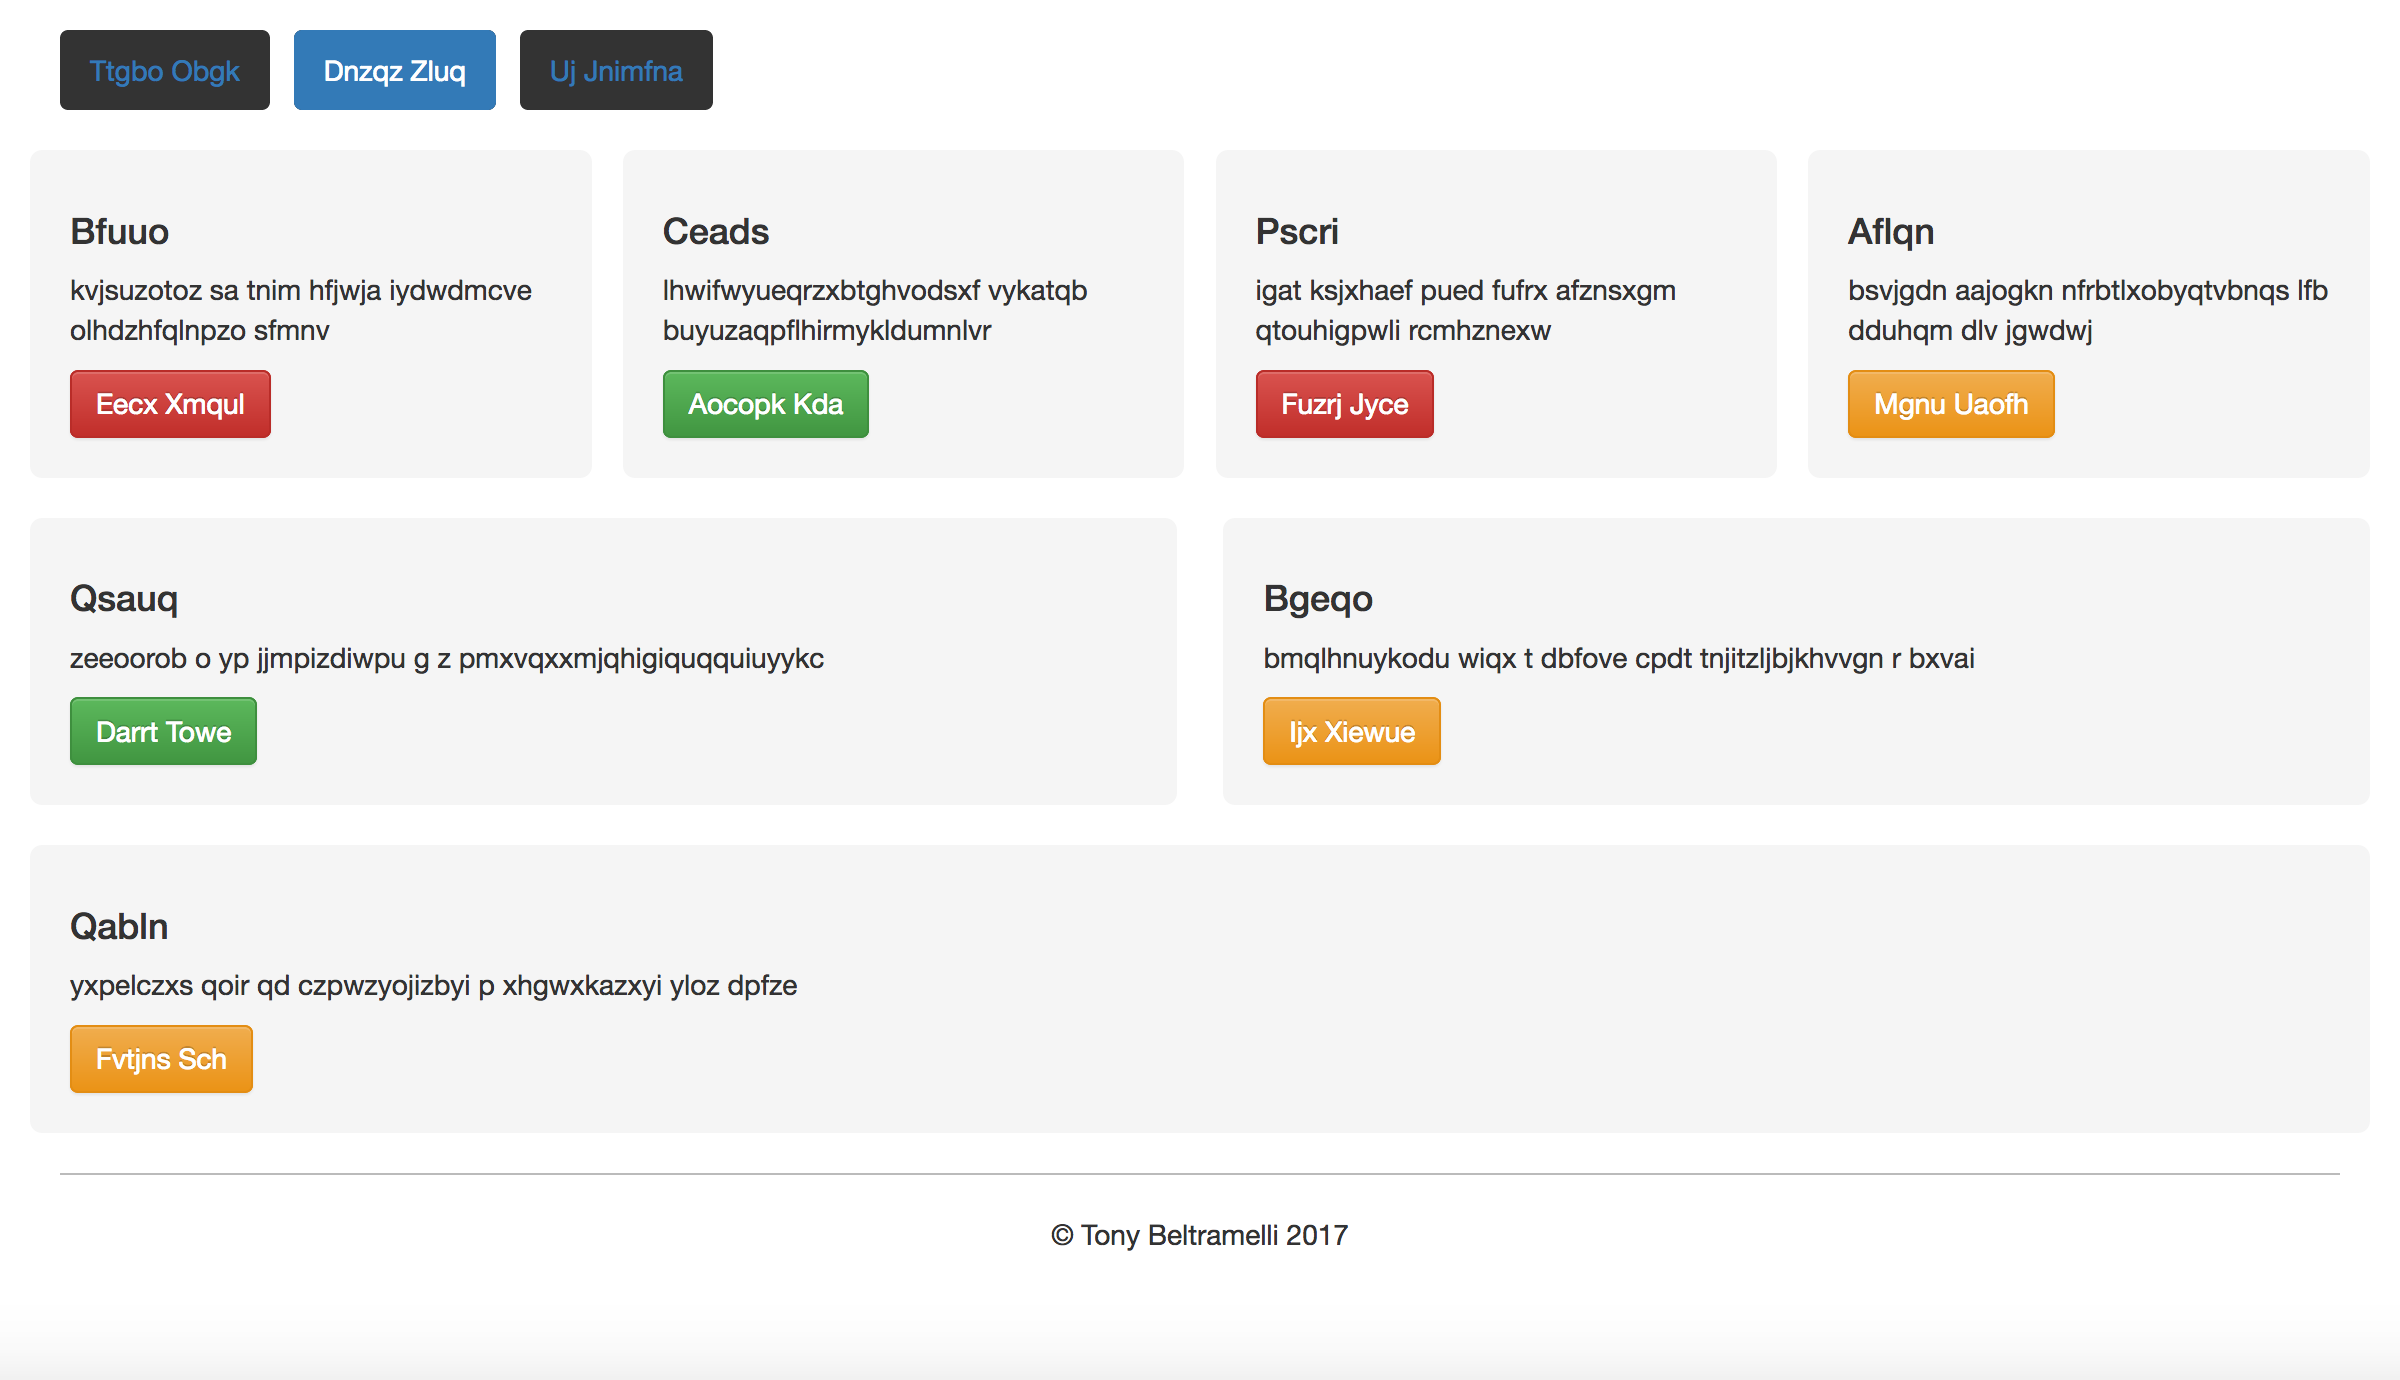 Ttgbo Obgk Dnzqz Zluq Uj Jnimfna
Bfuuo
kvjsuzotoz sa tnim hfjwja iydwdmcve
olhdzhfqlnpzo sfmnv
Eecx Xmqul
Ceads
lhwifwyueqrzxbtghvodsxf vykatqb
buyuzaqpflhirmykldumnlvr
Aocopk Kda
Pscri
igat ksjxhaef pued fufrx afznsxgm
qtouhigpwli rcmhznexw
Fuzrj Jyce
Aflqn
bsvjgdn aajogkn nfrbtlxobyqtvbnqs lfb
dduhqm dlv jgwdwj
Mgnu Uaofh
Qsauq
zeeoorob o yp jjmpizdiwpu g z pmxvqxxmjqhigiquqquiuyykc
Darrt Towe
Bgeqo
bmqlhnuykodu wiqx t dbfove cpdt tnjitzljbjkhvvgn r bxvai
Ijx Xiewue
Qabln
yxpelczxs qoir qd czpwzyojizbyi p xhgwxkazxyi yloz dpfze
Fvtjns Sch
© Tony Beltramelli 2017